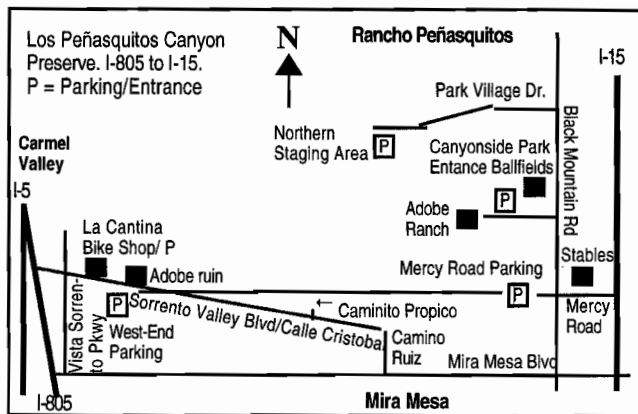 Los Peñasquitos Canyon
Preserve. I-805 to I-15.
P = Parking/Entrance
N
Rancho Peñasquitos
I-15
Park Village Dr.
Northern
Staging Area
P
Canyonside Park
Entance Ballfields
P
Black Mountain Rd
Carmel
Valley
I-5
La Cantina
Bike Shop/ P
Adobe
Ranch
Adobe ruin
Mercy Road Parking
P
Stables
Mercy
Road
P
West-End
Parking
Vista Sorren-
to Pkwy
Sorrento Valley Blvd/Calle Cristobal
← Caminito Propico
Camino
Ruiz
Mira Mesa Blvd
I-805
Mira Mesa